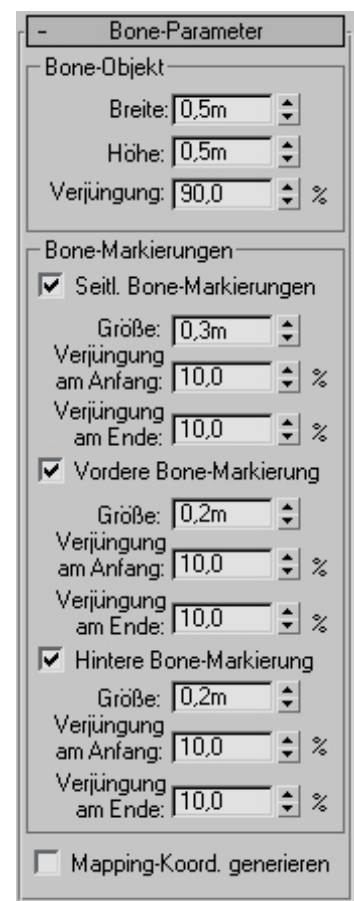 - Bone-Parameter
Bone-Objekt
Breite: 0,5m
Höhe: 0,5m
Verjüngung: 90,0 %
Bone-Markierungen
Seitl. Bone-Markierungen
Größe: 0,3m
Verjüngung
am Anfang: 10,0 %
Verjüngung
am Ende: 10,0 %
Vordere Bone-Markierung
Größe: 0,2m
Verjüngung
am Anfang: 10,0 %
Verjüngung
am Ende: 10,0 %
Hintere Bone-Markierung
Größe: 0,2m
Verjüngung
am Anfang: 10,0 %
Verjüngung
am Ende: 10,0 %
Mapping-Koord. generieren